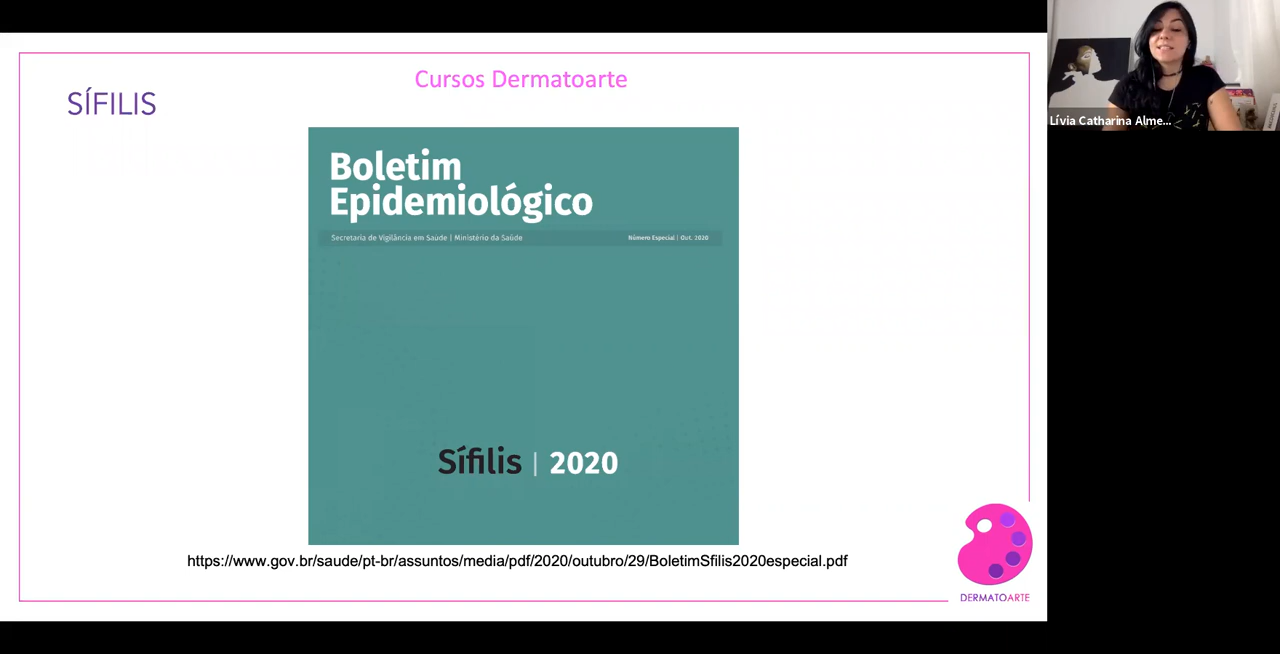 Cursos Dermatoarte
SÍFILIS
Boletim
Epidemiológico
Secretaria de Vigilância em Saúde | Ministério da Saúde
Número Especial | Out. 2020
Sífilis | 2020
https://www.gov.br/saude/pt-br/assuntos/media/pdf/2020/outubro/29/BoletimSfilis2020especial.pdf
DERMATOARTE
Lívia Catharina Alme...